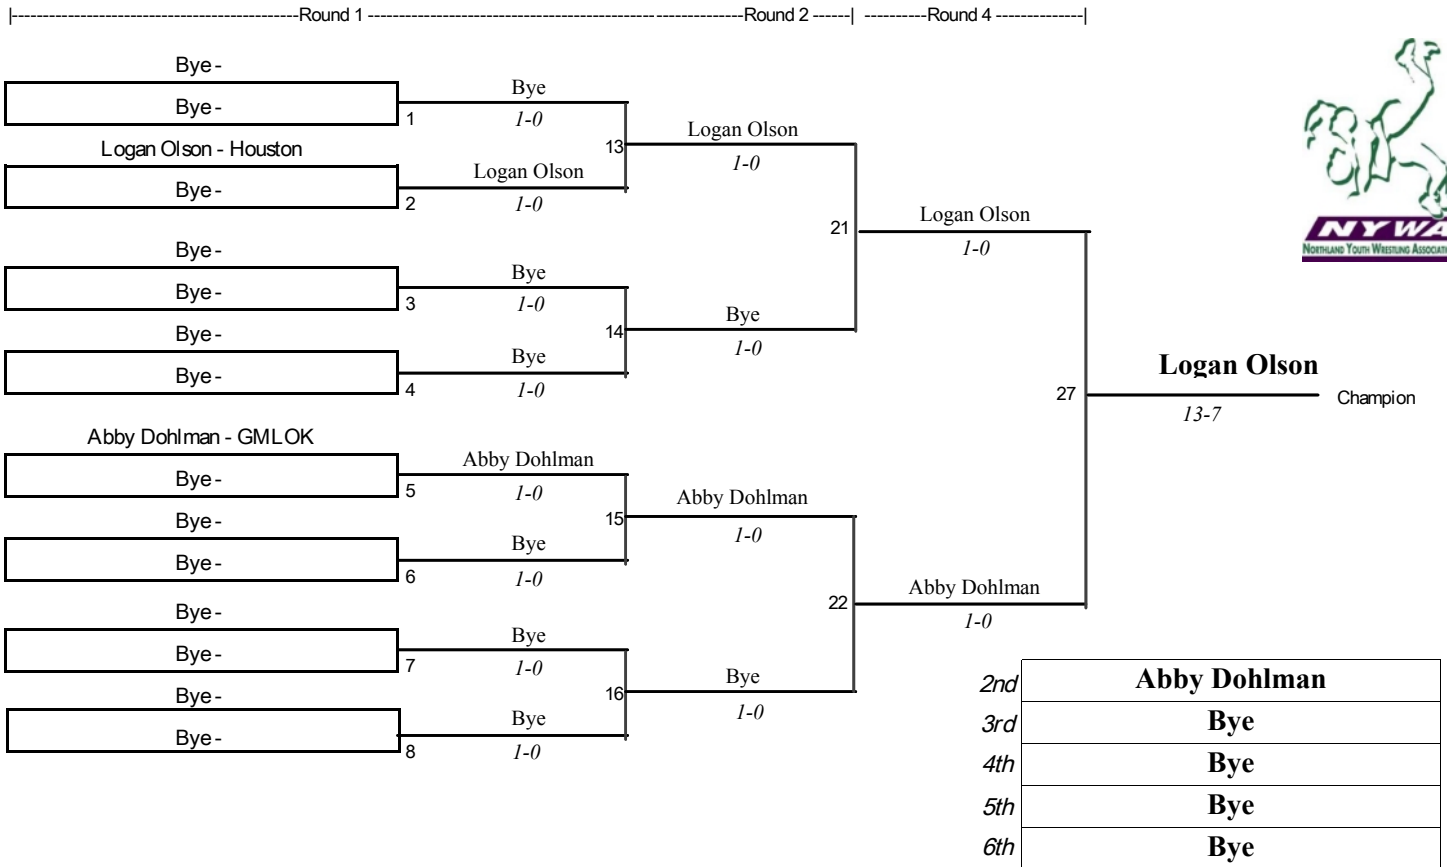 |---Round 1 ---Round 2 ------| ----------Round 4 --------------|
Bye -
Bye -
1
Bye
1-0
Logan Olson - Houston
Bye -
2
Logan Olson
1-0
13
Logan Olson
1-0
Bye -
Bye -
3
Bye
1-0
Bye -
Bye -
4
Bye
1-0
14
Bye
1-0
21
Logan Olson
1-0
Abby Dohlman - GMLOK
Bye -
5
Abby Dohlman
1-0
Bye -
Bye -
6
Bye
1-0
15
Abby Dohlman
1-0
Bye -
Bye -
7
Bye
1-0
Bye -
Bye -
8
Bye
1-0
16
Bye
1-0
22
Abby Dohlman
1-0
27
Logan Olson
13-7
Champion
NYWA
NORTHLAND YOUTH WRESTLING
2nd Abby Dohlman
3rd Bye
4th Bye
5th Bye
6th Bye